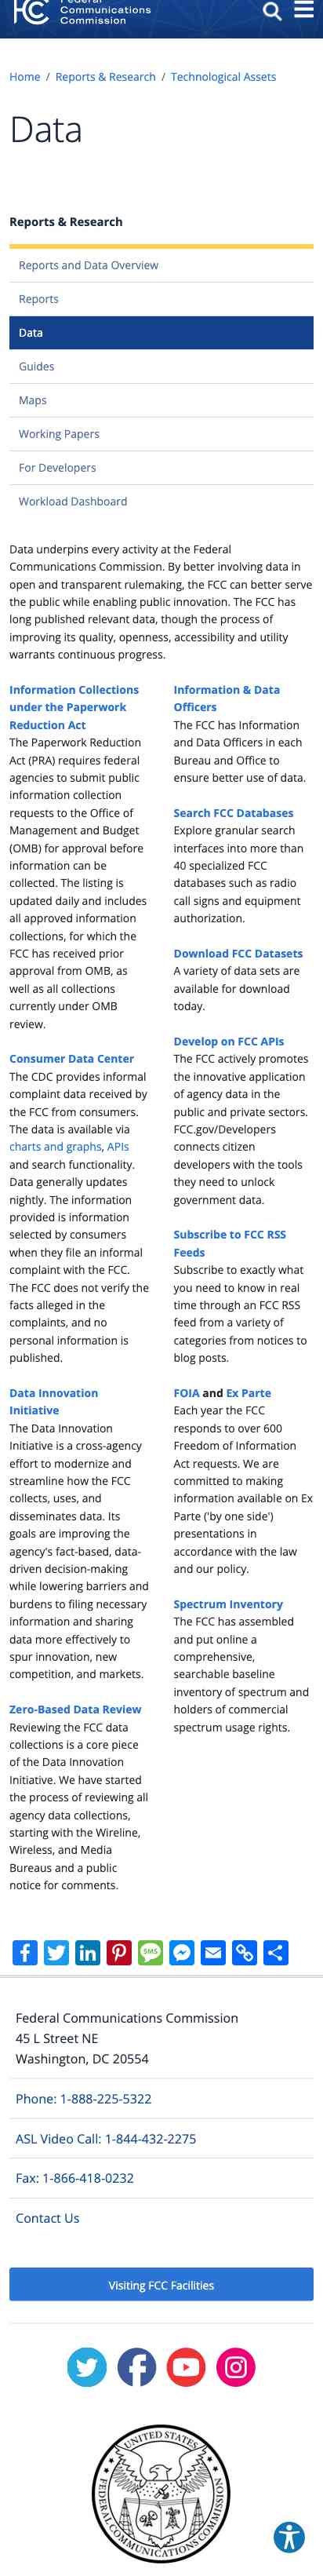 Federal
Communications
Commission
Home / Reports & Research / Technological Assets
Data
Reports & Research
Reports and Data Overview
Reports
Data
Guides
Maps
Working Papers
For Developers
Workload Dashboard
Data underpins every activity at the Federal
Communications Commission. By better involving data in
open and transparent rulemaking, the FCC can better serve
the public while enabling public innovation. The FCC has
long published relevant data, though the process of
improving its quality, openness, accessibility and utility
warrants continuous progress.
Information Collections
under the Paperwork
Reduction Act
The Paperwork Reduction
Act (PRA) requires federal
agencies to submit public
information collection
requests to the Office of
Management and Budget
(OMB) for approval before
information can be
collected. The listing is
updated daily and includes
all approved information
collections, for which the
FCC has received prior
approval from OMB, as
well as all collections
currently under OMB
review.
Consumer Data Center
The CDC provides informal
complaint data received by
the FCC from consumers.
The data is available via
charts and graphs, APIs
and search functionality.
Data generally updates
nightly. The information
provided is information
selected by consumers
when they file an informal
complaint with the FCC.
The FCC does not verify the
facts alleged in the
complaints, and no
personal information is
published.
Data Innovation
Initiative
The Data Innovation
Initiative is a cross-agency
effort to modernize and
streamline how the FCC
collects, uses, and
disseminates data. Its
goals are improving the
agency's fact-based, data-
driven decision-making
while lowering barriers and
burdens to filing necessary
information and sharing
data more effectively to
spur innovation, new
competition, and markets.
Zero-Based Data Review
Reviewing the FCC data
collections is a core piece
of the Data Innovation
Initiative. We have started
the process of reviewing all
agency data collections,
starting with the Wireline,
Wireless, and Media
Bureaus and a public
notice for comments.
Information & Data
Officers
The FCC has Information
and Data Officers in each
Bureau and Office to
ensure better use of data.
Search FCC Databases
Explore granular search
interfaces into more than
40 specialized FCC
databases such as radio
call signs and equipment
authorization.
Download FCC Datasets
A variety of data sets are
available for download
today.
Develop on FCC APIs
The FCC actively promotes
the innovative application
of agency data in the
public and private sectors.
FCC.gov/Developers
connects citizen
developers with the tools
they need to unlock
government data.
Subscribe to FCC RSS
Feeds
Subscribe to exactly what
you need to know in real
time through an FCC RSS
feed from a variety of
categories from notices to
blog posts.
FOIA and Ex Parte
Each year the FCC
responds to over 600
Freedom of Information
Act requests. We are
committed to making
information available on Ex
Parte ('by one side')
presentations in
accordance with the law
and our policy.
Spectrum Inventory
The FCC has assembled
and put online a
comprehensive,
searchable baseline
inventory of spectrum and
holders of commercial
spectrum usage rights.
SMS
Federal Communications Commission
45 L Street NE
Washington, DC 20554
Phone: 1-888-225-5322
ASL Video Call: 1-844-432-2275
Fax: 1-866-418-0232
Contact Us
Visiting FCC Facilities
UNITED STATES
FEDERAL COMMUNICATIONS COMMISSION